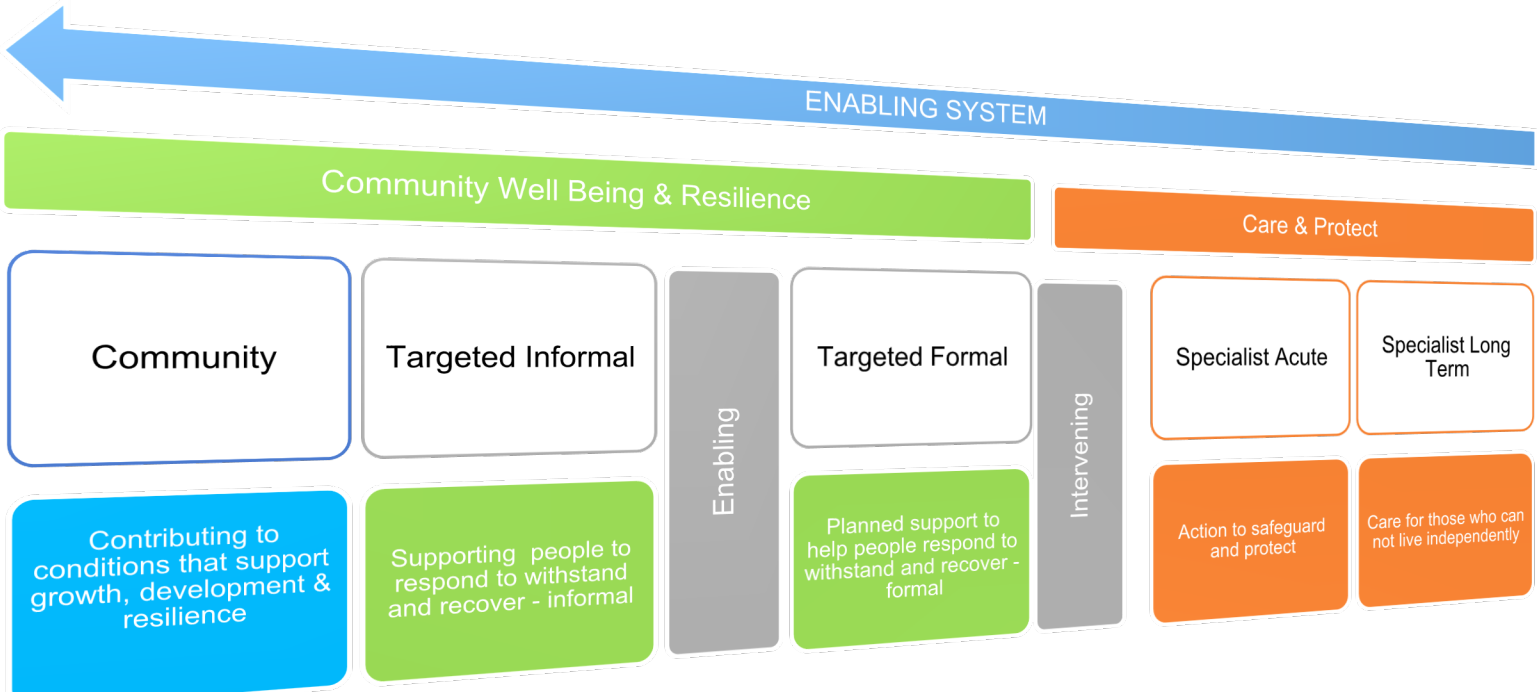 ENABLING SYSTEM
Community Well Being & Resilience
Care & Protect
Community
Targeted Informal
Enabling
Targeted Formal
Intervening
Specialist Acute
Specialist Long
Term
Contributing to
conditions that support
growth, development &
resilience
Supporting  people to
respond to withstand
and recover - informal
Planned support to
help people respond to
withstand and recover -
formal
Action to safeguard
and protect
Care for those who can
not live independently